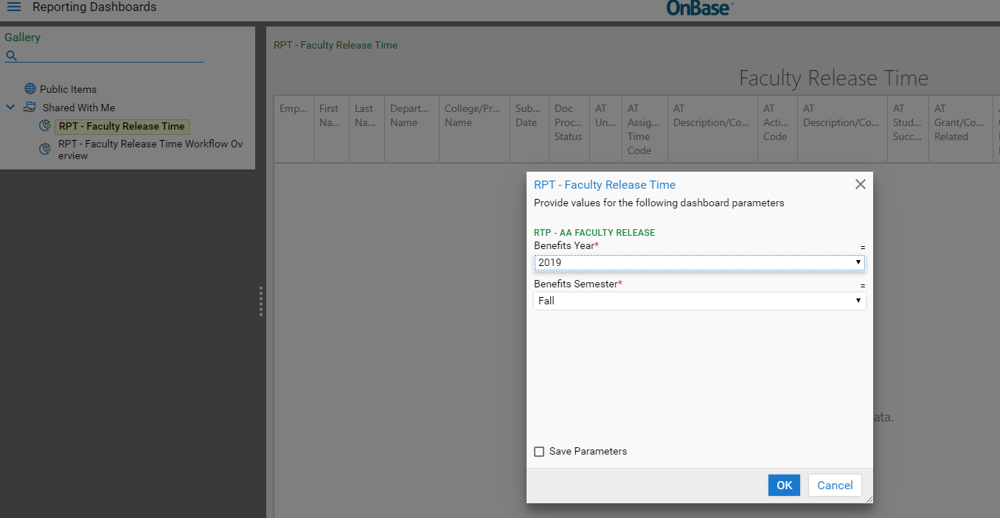 Reporting Dashboards
OnBase
Gallery
Public Items
Shared With Me
RPT - Faculty Release Time
RPT - Faculty Release Time Workflow Ov
erview
RPT - Faculty Release Time
Faculty Release Time
Emp...
First
Na...
Last
Na...
Depart...
Name
College/Pr...
Name
Sub...
Date
Doc
Proc...
Status
AT
Un...
AT
Assig...
Time
Code
AT
Description/Co...
AT
Acti...
Code
AT
Description/Co...
AT
Stud...
Succ...
AT
Grant/Co...
Related
RPT - Faculty Release Time
Provide values for the following dashboard parameters
RTP - AA FACULTY RELEASE
Benefits Year* =
2019
Benefits Semester* =
Fall
ata.
Save Parameters
OK Cancel